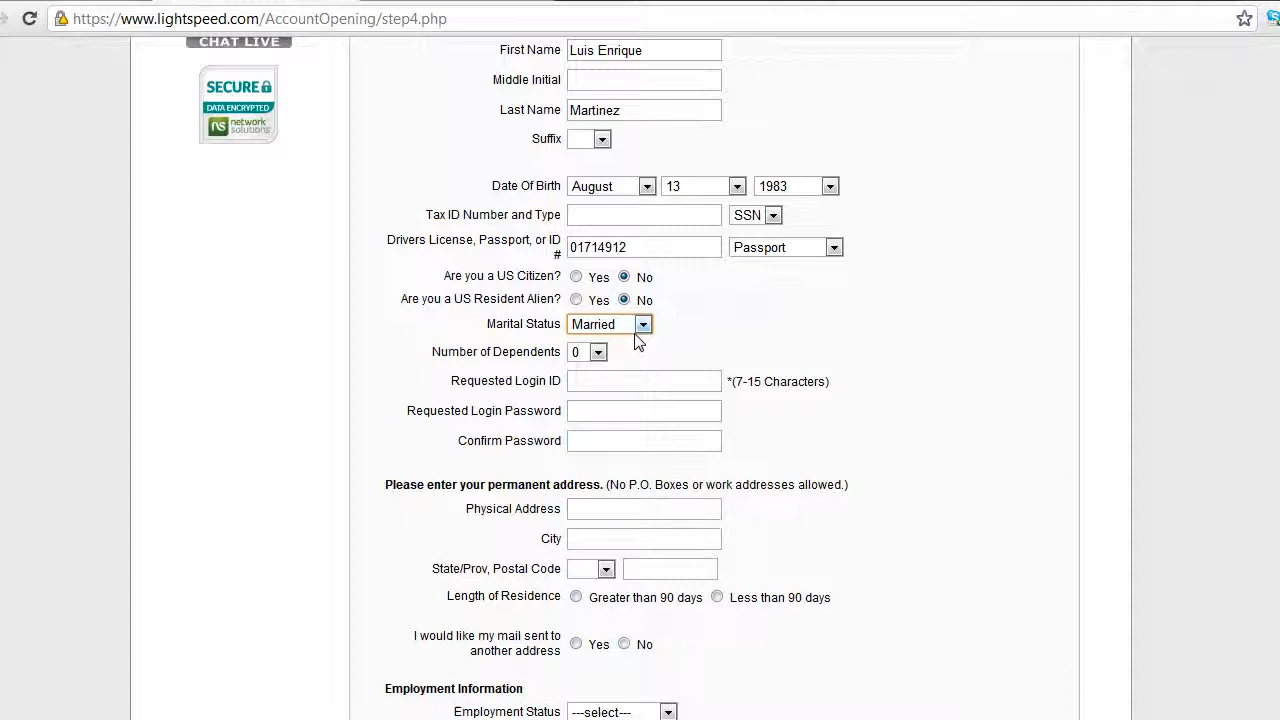 https://www.lightspeed.com/AccountOpening/step4.php
CHAT LIVE
SECURE
DATA ENCRYPTED
ns network solutions
First Name Luis Enrique
Middle Initial
Last Name Martinez
Suffix
Date Of Birth August 13 1983
Tax ID Number and Type SSN
Drivers License, Passport, or ID
# 01714912 Passport
Are you a US Citizen? Yes No
Are you a US Resident Alien? Yes No
Marital Status Married
Number of Dependents 0
Requested Login ID *(7-15 Characters)
Requested Login Password
Confirm Password
Please enter your permanent address. (No P.O. Boxes or work addresses allowed.)
Physical Address
City
State/Prov, Postal Code
Length of Residence Greater than 90 days Less than 90 days
I would like my mail sent to
another address Yes No
Employment Information
Employment Status ---select---